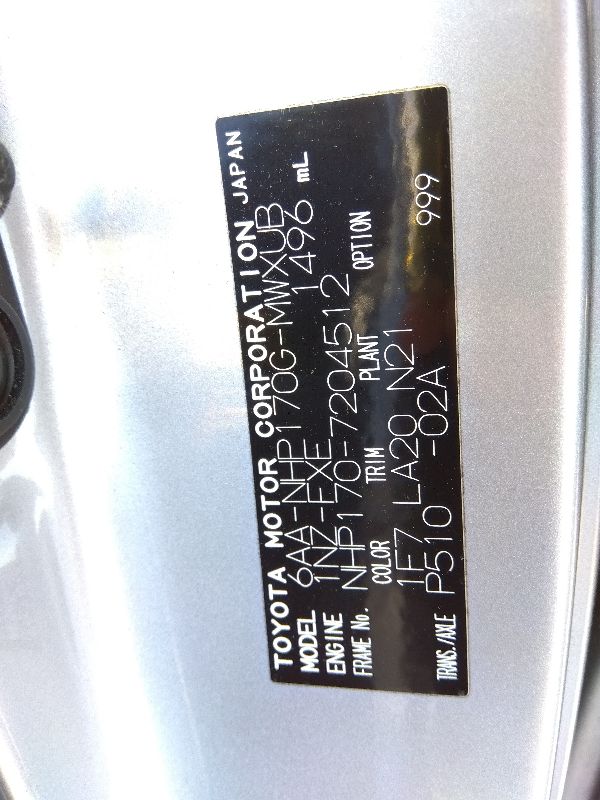 TOYOTA MOTOR CORPORATION JAPAN
MODEL 6AA-NHP170G-MWXUB
ENGINE 1NZ-FXE 1496 mL
FRAME No. NHP170-7204512
COLOR TRIM PLANT OPTION
1F7 LA20 N21
TRANS./AXLE P510 -02A 999